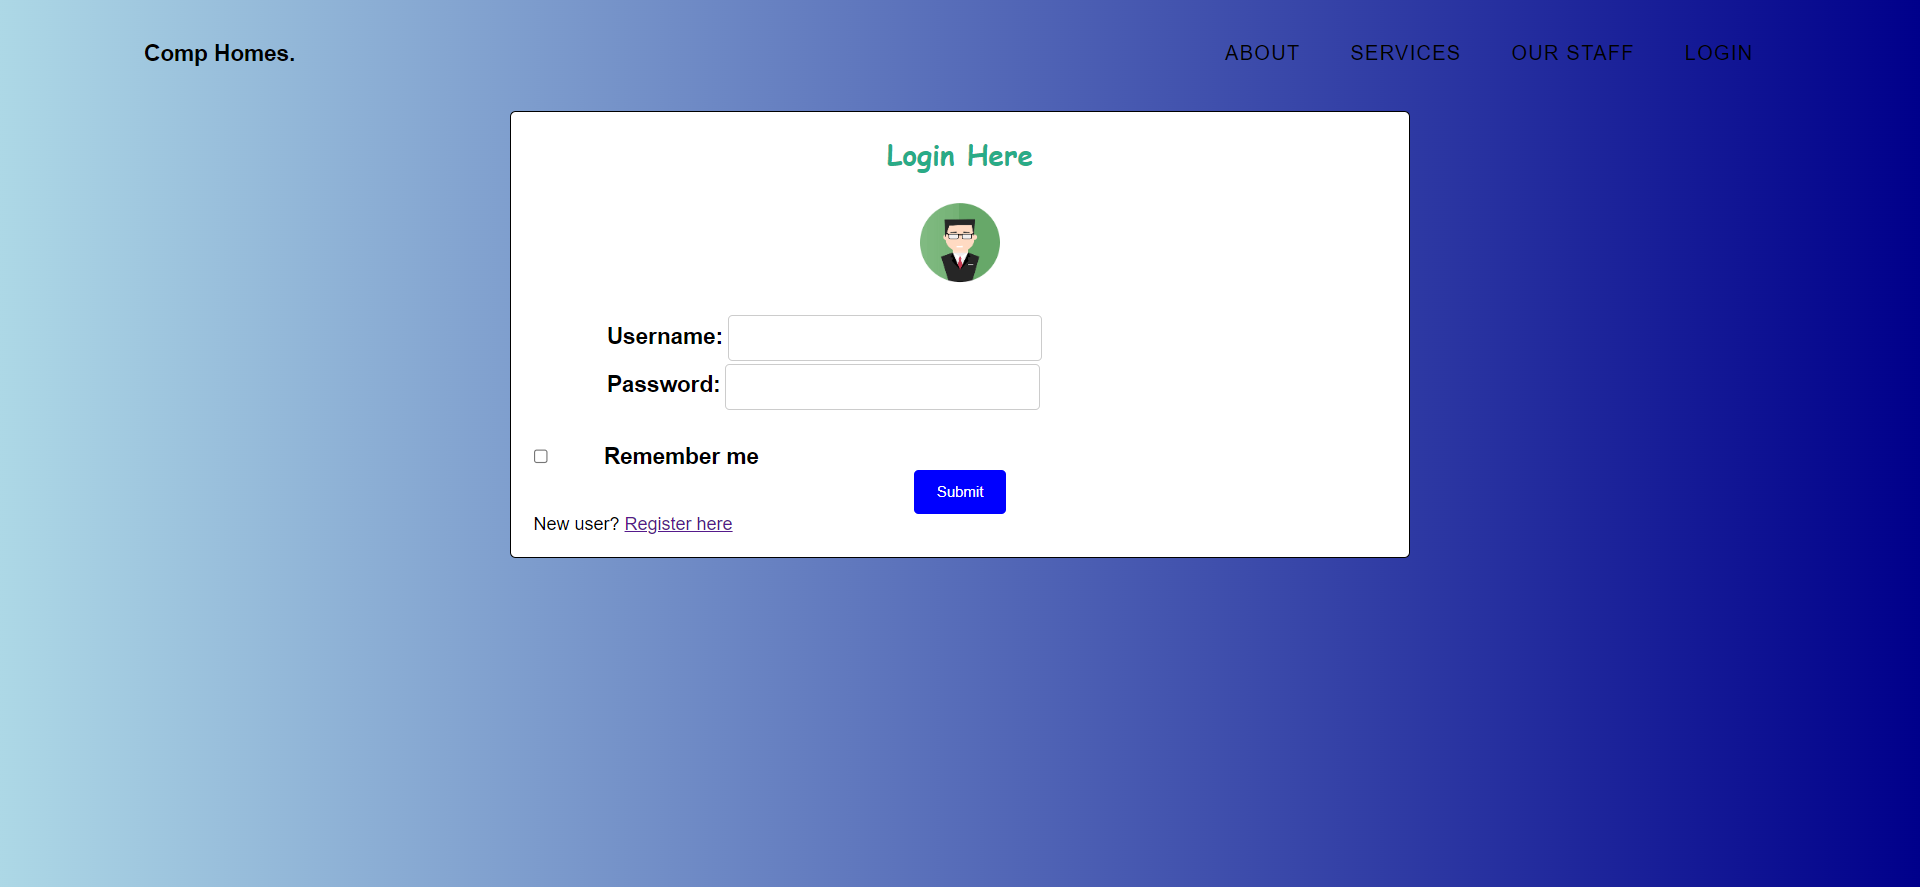 Comp Homes. ABOUT SERVICES OUR STAFF LOGIN
Login Here
Username:
Password:
Remember me
Submit
New user? Register here